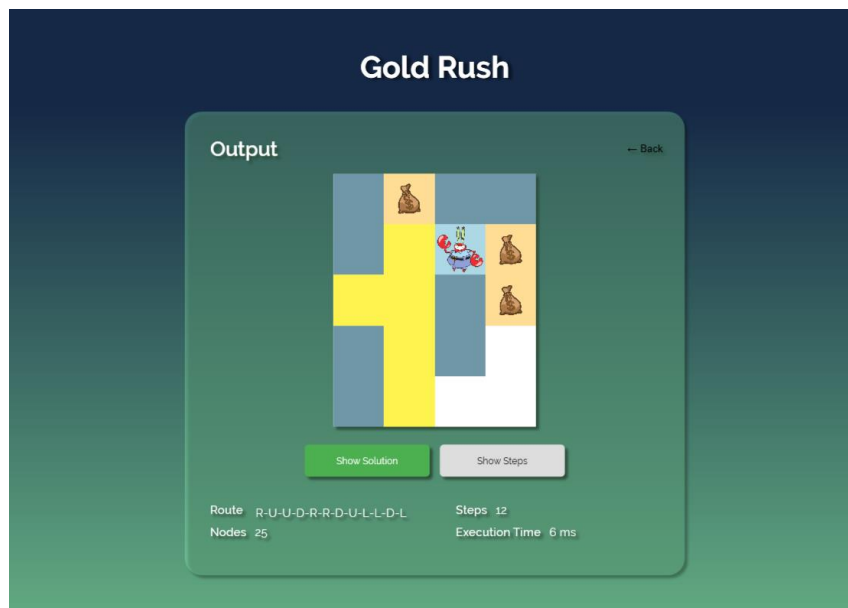 Gold Rush
Output
← Back
Show Solution
Show Steps
Route R-U-U-D-R-R-D-U-L-L-D-L
Steps 12
Nodes 25
Execution Time 6 ms